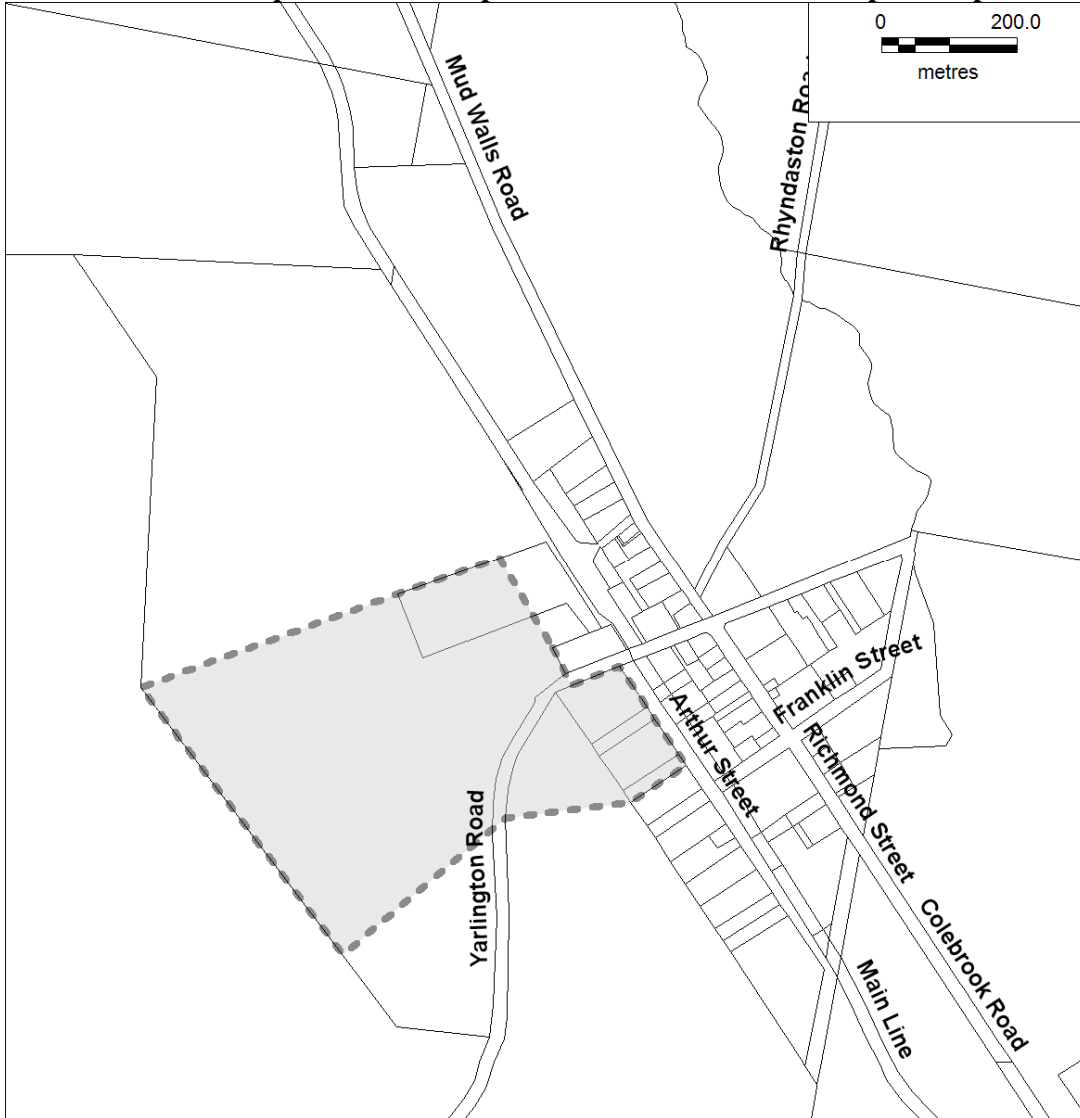 0 200.0
metres
Mud Walls Road
Rhyndaston
Franklin Street
Arthur Street
Richmond Street
Yarlington Road
Colebrook Road
Main Line